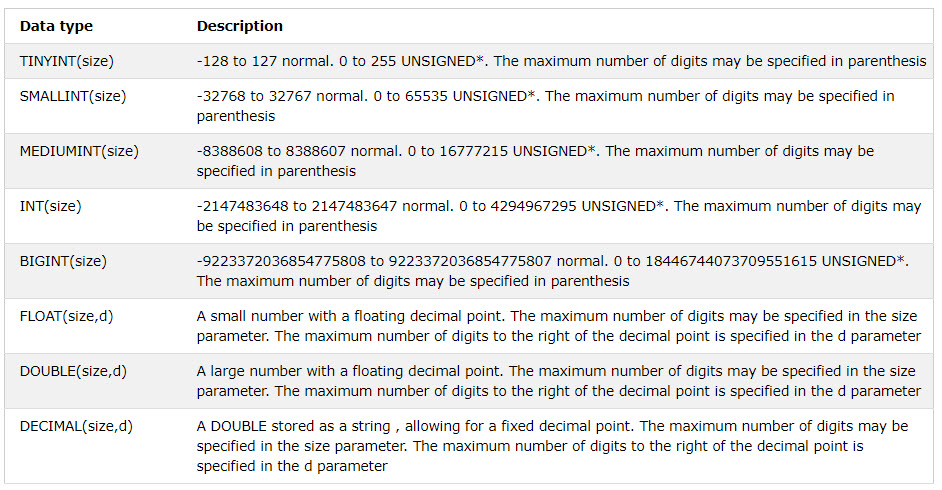 Data type Description
TINYINT(size) -128 to 127 normal. 0 to 255 UNSIGNED*. The maximum number of digits may be specified in parenthesis
SMALLINT(size) -32768 to 32767 normal. 0 to 65535 UNSIGNED*. The maximum number of digits may be specified in
parenthesis
MEDIUMINT(size) -8388608 to 8388607 normal. 0 to 16777215 UNSIGNED*. The maximum number of digits may be
specified in parenthesis
INT(size) -2147483648 to 2147483647 normal. 0 to 4294967295 UNSIGNED*. The maximum number of digits may
be specified in parenthesis
BIGINT(size) -9223372036854775808 to 9223372036854775807 normal. 0 to 18446744073709551615 UNSIGNED*.
The maximum number of digits may be specified in parenthesis
FLOAT(size,d) A small number with a floating decimal point. The maximum number of digits may be specified in the size
parameter. The maximum number of digits to the right of the decimal point is specified in the d parameter
DOUBLE(size,d) A large number with a floating decimal point. The maximum number of digits may be specified in the size
parameter. The maximum number of digits to the right of the decimal point is specified in the d parameter
DECIMAL(size,d) A DOUBLE stored as a string , allowing for a fixed decimal point. The maximum number of digits may be
specified in the size parameter. The maximum number of digits to the right of the decimal point is
specified in the d parameter